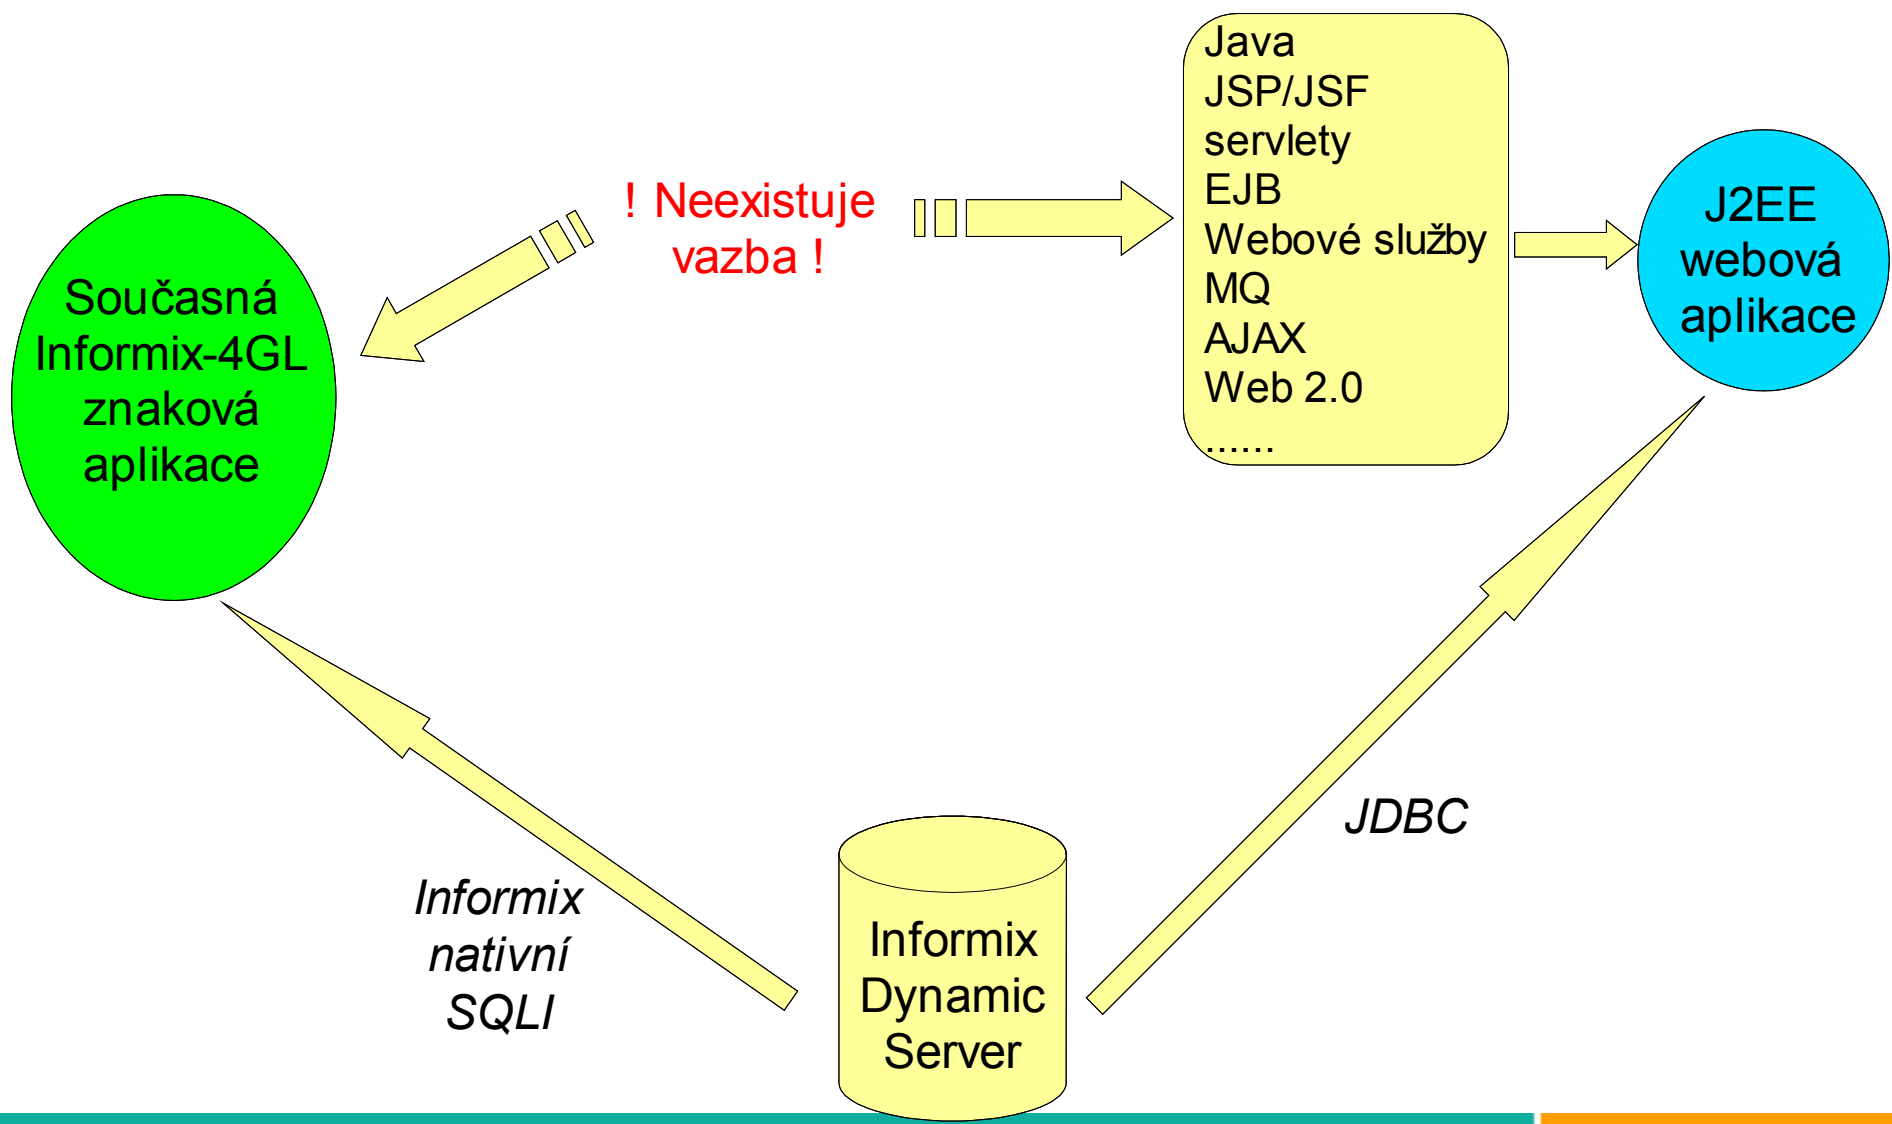 Současná
Informix-4GL
znaková
aplikace
! Neexistuje
vazba !
Java
JSP/JSF
servlety
EJB
Webové služby
MQ
AJAX
Web 2.0
......
J2EE
webová
aplikace
Informix
nativní
SQLI
Informix
Dynamic
Server
JDBC